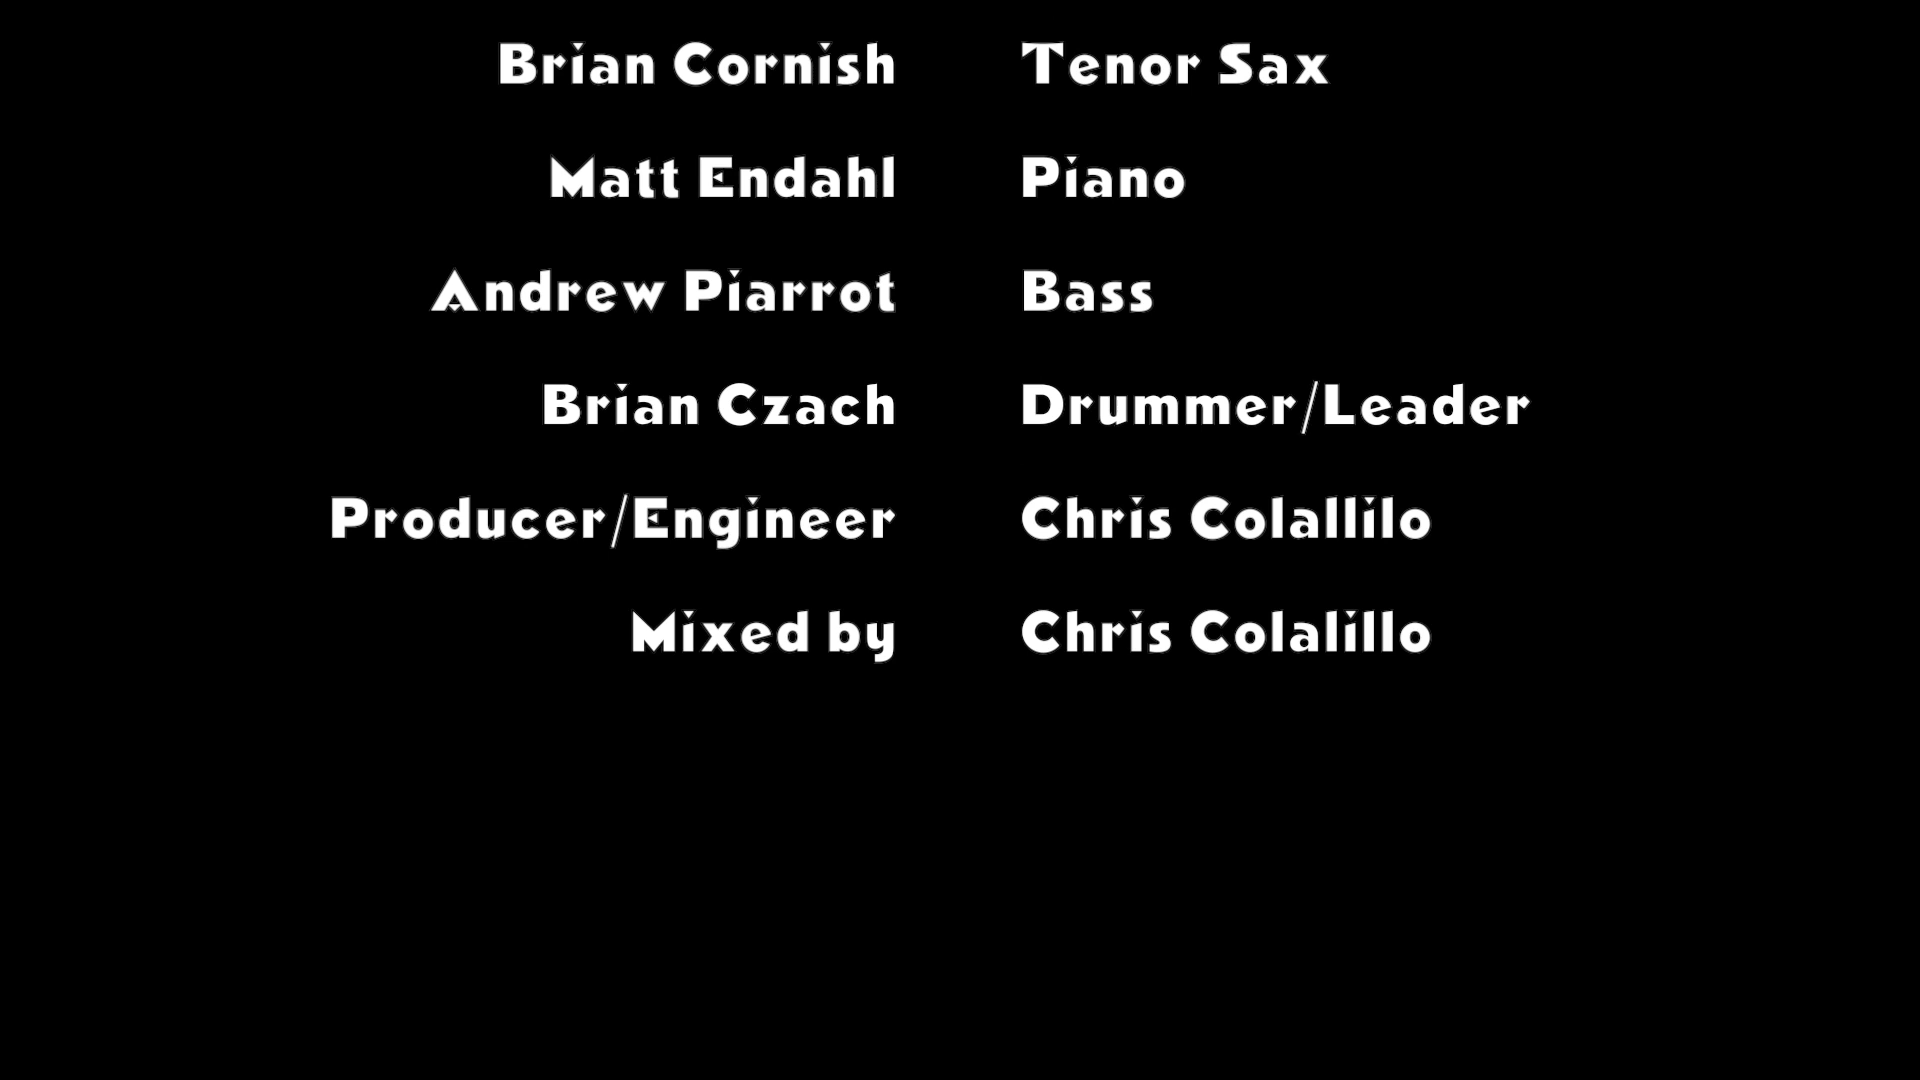 Brian Cornish Tenor Sax
Matt Endahl Piano
Andrew Piarrot Bass
Brian Czach Drummer/Leader
Producer/Engineer Chris Colallilo
Mixed by Chris Colalillo